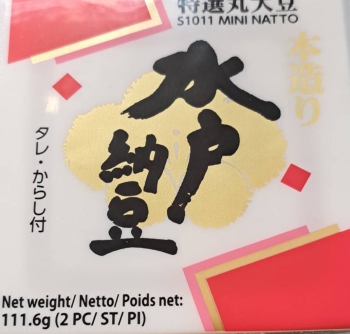 特選丸大豆
S1011 MINI NATTO
本造り
水戸
納豆
タレ・からし付
Net weight/ Netto/ Poids net:
111.6g (2 PC/ ST/ PI)